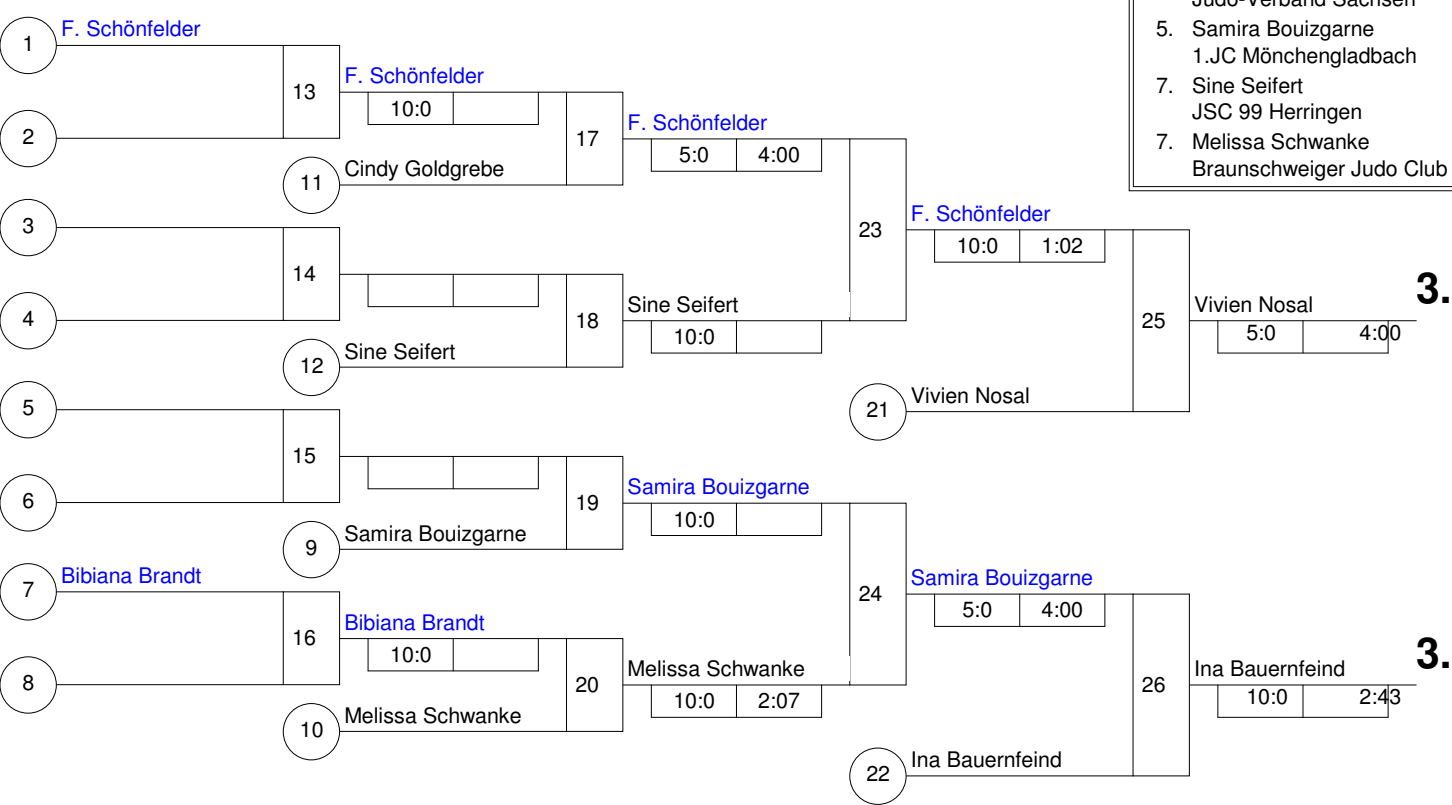 Judo-Verband Sachsen
5. Samira Bouizgarne
1.JC Mönchengladbach
7. Sine Seifert
JSC 99 Herringen
7. Melissa Schwanke
Braunschweiger Judo Club
1 F. Schönfelder
2
13 F. Schönfelder
10:0
11 Cindy Goldgrebe
17 F. Schönfelder
5:0 4:00
3
4
14
12 Sine Seifert
18 Sine Seifert
10:0
23 F. Schönfelder
10:0 1:02
21 Vivien Nosal
25 Vivien Nosal 3.
5:0 4:00
5
6
15
9 Samira Bouizgarne
19 Samira Bouizgarne
10:0
7 Bibiana Brandt
8
16 Bibiana Brandt
10:0
10 Melissa Schwanke
20 Melissa Schwanke
10:0 2:07
24 Samira Bouizgarne
5:0 4:00
22 Ina Bauernfeind
26 Ina Bauernfeind 3.
10:0 2:43